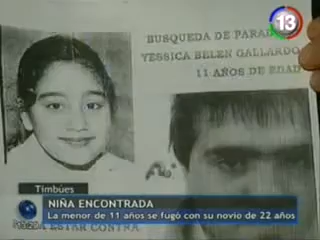 13
BUSQUEDA DE PARAD
YESSICA BELEN GALLARDO
11 AÑOS DE EDAD
Timbúes
NIÑA ENCONTRADA
La menor de 11 años se fugó con su novio de 22 años
ESTAR CONTRA